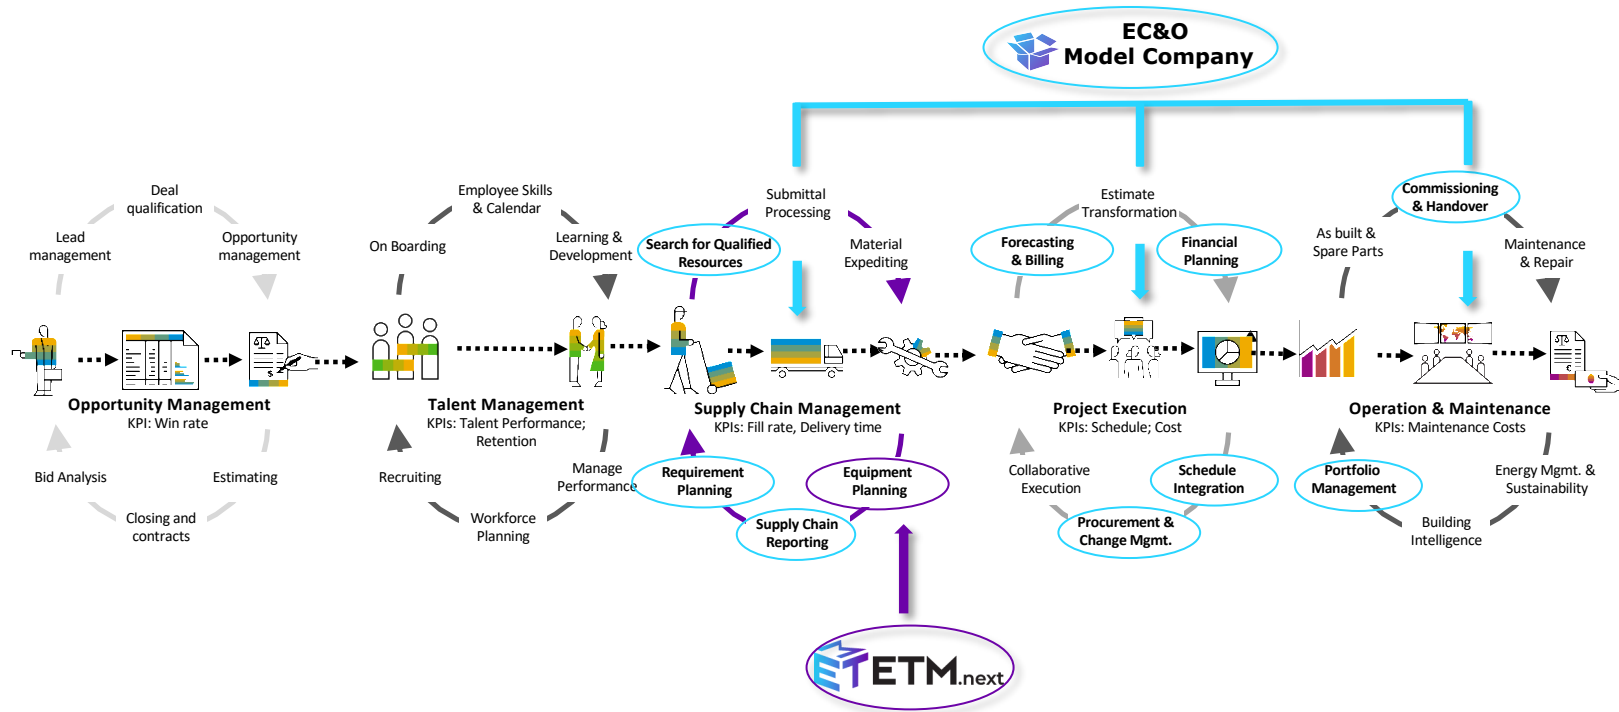 EC&O
Model Company
Deal
qualification
Lead
management
Opportunity
management
Opportunity Management
KPI: Win rate
Bid Analysis
Estimating
Closing and
contracts
Employee Skills
& Calendar
On Boarding
Learning &
Development
Talent Management
KPIs: Talent Performance;
Retention
Recruiting
Manage
Performance
Workforce
Planning
Submittal
Processing
Search for Qualified
Resources
Material
Expediting
Supply Chain Management
KPIs: Fill rate, Delivery time
Requirement
Planning
Equipment
Planning
Supply Chain
Reporting
Estimate
Transformation
Forecasting
& Billing
Financial
Planning
Project Execution
KPIs: Schedule; Cost
Collaborative
Execution
Schedule
Integration
Procurement &
Change Mgmt.
Commissioning
& Handover
As built &
Spare Parts
Maintenance
& Repair
Operation & Maintenance
KPIs: Maintenance Costs
Portfolio
Management
Energy Mgmt. &
Sustainability
Building
Intelligence
ET ETM.next